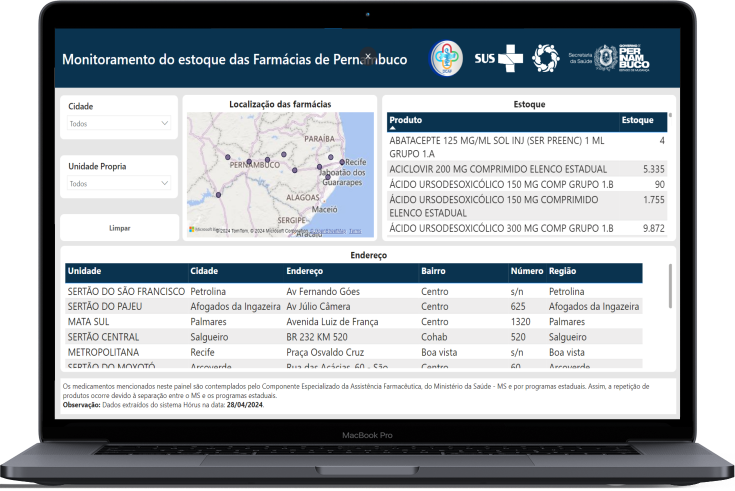 Monitoramento do estoque das Farmácias de Pernambuco
SUS
Secretaria
da Saúde
PER
NAM
BUCO
Cidade
Todos
Unidade Propria
Todos
Limpar
Localização das farmácias
PARAÍBA
PERNAMBUCO
Recife
Jaboatão dos
Guararapes
ALAGOAS
Maceió
SERGIPE
Aracaju
©2024 TomTom, © 2024 Microsoft Corporation, © OpenStreetMap Terms
Estoque
Produto Estoque
ABATACEPTE 125 MG/ML SOL INJ (SER PREENC) 1 ML 4
GRUPO 1.A
ACICLOVIR 200 MG COMPRIMIDO ELENCO ESTADUAL 5.335
ÁCIDO URSODESOXICÓLICO 150 MG COMP GRUPO 1.B 90
ÁCIDO URSODESOXICÓLICO 150 MG COMPRIMIDO 1.755
ELENCO ESTADUAL
ÁCIDO URSODESOXICÓLICO 300 MG COMP GRUPO 1.B 9.872
Endereço
Unidade Cidade Endereço Bairro Número Região
SERTÃO DO SÃO FRANCISCO Petrolina Av Fernando Góes Centro s/n Petrolina
SERTÃO DO PAJEU Afogados da Ingazeira Av Júlio Câmera Centro 625 Afogados da Ingazeira
MATA SUL Palmares Avenida Luiz de França Centro 1320 Palmares
SERTÃO CENTRAL Salgueiro BR 232 KM 520 Cohab 520 Salgueiro
METROPOLITANA Recife Praça Osvaldo Cruz Boa vista s/n Boa vista
SERTÃO DO MOXOTÓ Arcoverde Rua das Acácias, 60 - São Centro 60 Arcoverde
Os medicamentos mencionados neste painel são contemplados pelo Componente Especializado da Assistência Farmacêutica, do Ministério da Saúde - MS e por programas estaduais. Assim, a repetição de
produtos ocorre devido à separação entre o MS e os programas estaduais.
Observação: Dados extraídos do sistema Hórus na data: 28/04/2024.
MacBook Pro